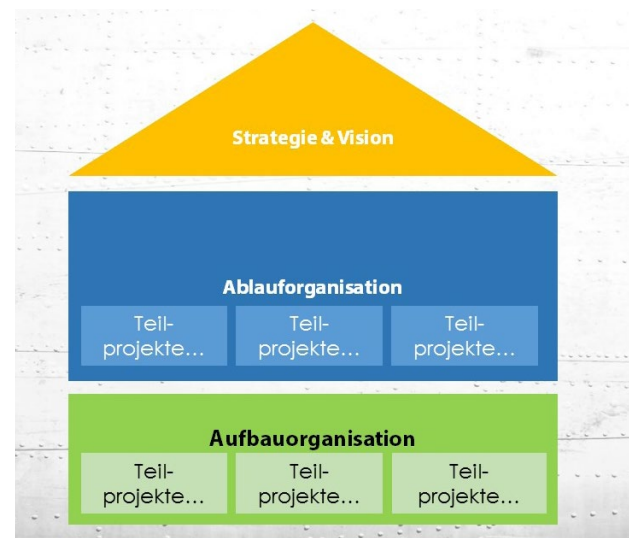 Strategie & Vision
Ablauforganisation
Teil-
projekte...
Teil-
projekte...
Teil-
projekte...
Aufbauorganisation
Teil-
projekte...
Teil-
projekte...
Teil-
projekte...